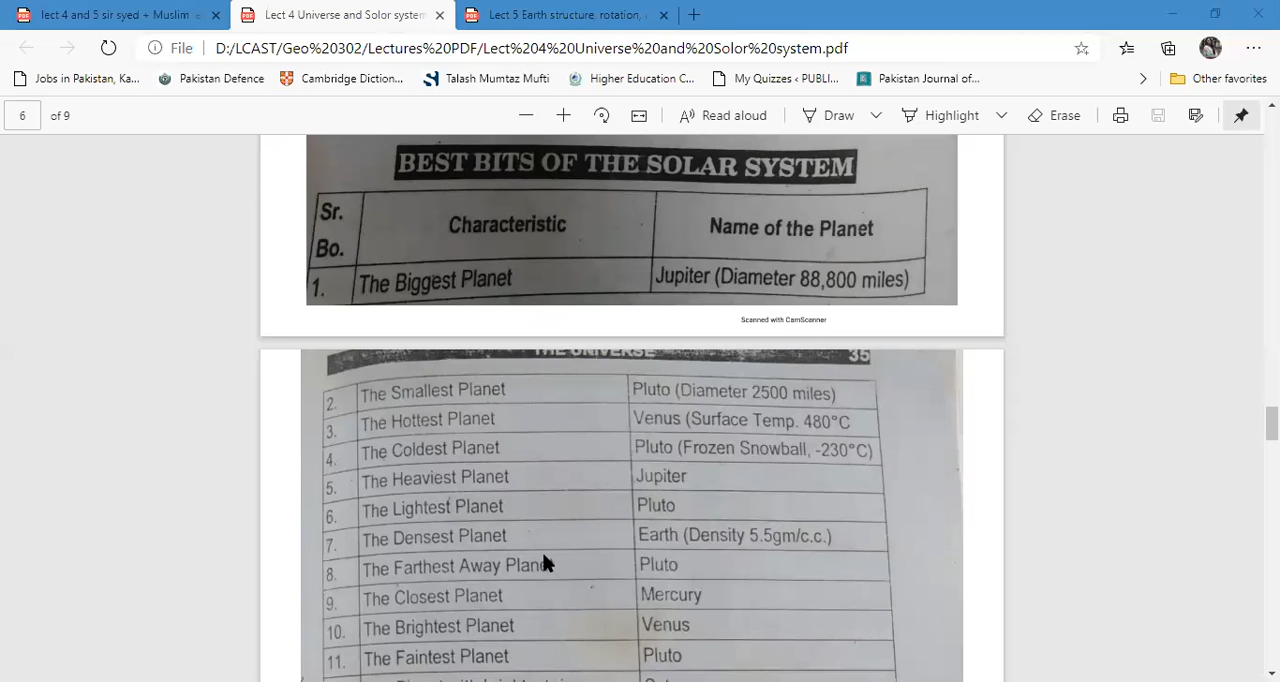 lect 4 and 5 sir syed + Muslim
Lect 4 Universe and Solor system
Lect 5 Earth structure, rotation,
File D:/LCAST/Geo%20302/Lectures%20PDF/Lect%204%20Universe%20and%20Solor%20system.pdf
Jobs in Pakistan, Ka... Pakistan Defence Cambridge Diction... Talash Mumtaz Mufti Higher Education C... My Quizzes ‹ PUBLI... Pakistan Journal of... Other favorites
6 of 9 Read aloud Draw Highlight Erase
BEST BITS OF THE SOLAR SYSTEM
Sr. Bo. Characteristic Name of the Planet
1. The Biggest Planet Jupiter (Diameter 88,800 miles)
Scanned with CamScanner
THE UNIVERSE 35
2. The Smallest Planet Pluto (Diameter 2500 miles)
3. The Hottest Planet Venus (Surface Temp. 480°C
4. The Coldest Planet Pluto (Frozen Snowball, -230°C)
5. The Heaviest Planet Jupiter
6. The Lightest Planet Pluto
7. The Densest Planet Earth (Density 5.5gm/c.c.)
8. The Farthest Away Planet Pluto
9. The Closest Planet Mercury
10. The Brightest Planet Venus
11. The Faintest Planet Pluto